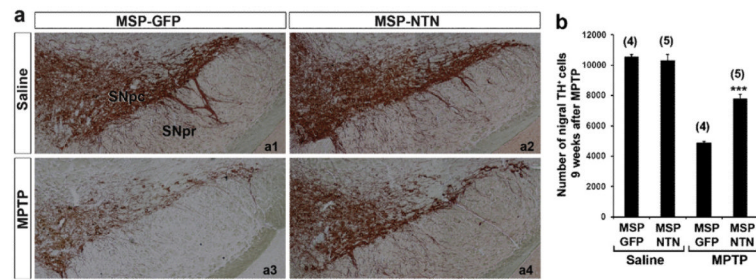 a
MSP-GFP
MSP-NTN
Saline
SNpc
SNpr
a1
a2
MPTP
a3
a4
b
Number of nigral TH+ cells
9 weeks after MPTP
12000
10000
8000
6000
4000
2000
0
(4)
(5)
(4)
(5)
***
MSP MSP MSP MSP
GFP NTN GFP NTN
Saline MPTP